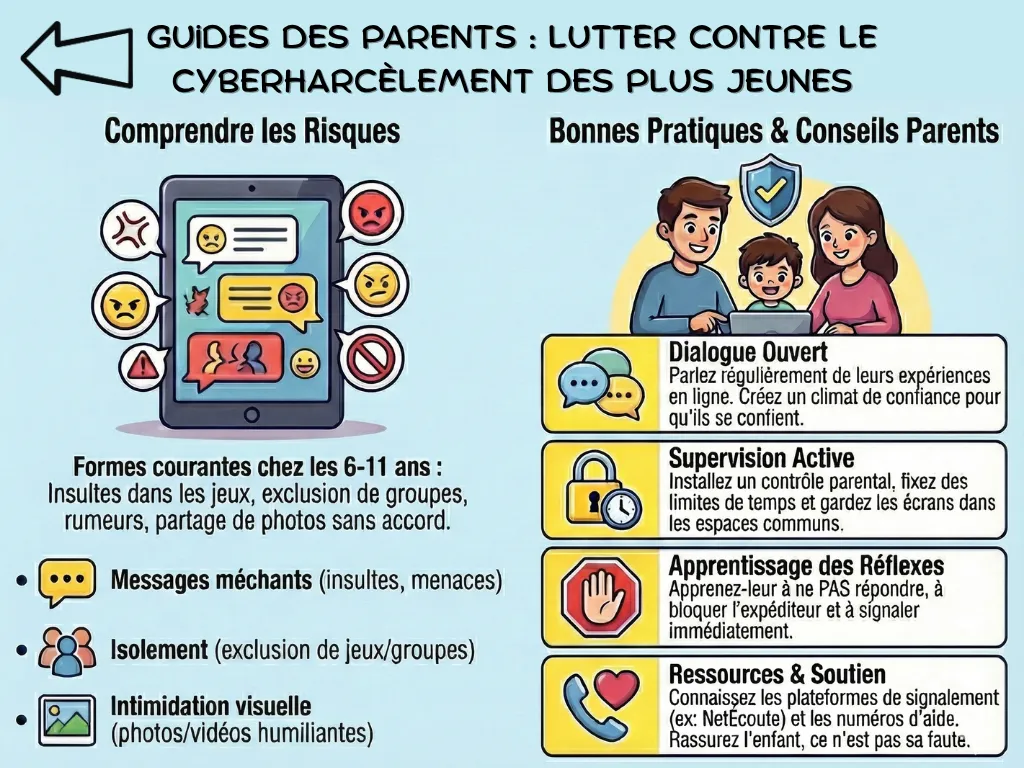 GUIDES DES PARENTS : LUTTER CONTRE LE
CYBERHARCÈLEMENT DES PLUS JEUNES
Comprendre les Risques
Formes courantes chez les 6-11 ans :
Insultes dans les jeux, exclusion de groupes,
rumeurs, partage de photos sans accord.
Messages méchants (insultes, menaces)
Isolement (exclusion de jeux/groupes)
Intimidation visuelle
(photos/vidéos humiliantes)
Bonnes Pratiques & Conseils Parents
Dialogue Ouvert
Parlez régulièrement de leurs expériences
en ligne. Créez un climat de confiance pour
qu'ils se confient.
Supervision Active
Installez un contrôle parental, fixez des
limites de temps et gardez les écrans dans
les espaces communs.
Apprentissage des Réflexes
Apprenez-leur à ne PAS répondre, à
bloquer l'expéditeur et à signaler
immédiatement.
Ressources & Soutien
Connaissez les plateformes de signalement
(ex: NetÉcoute) et les numéros d'aide.
Rassurez l'enfant, ce n'est pas sa faute.